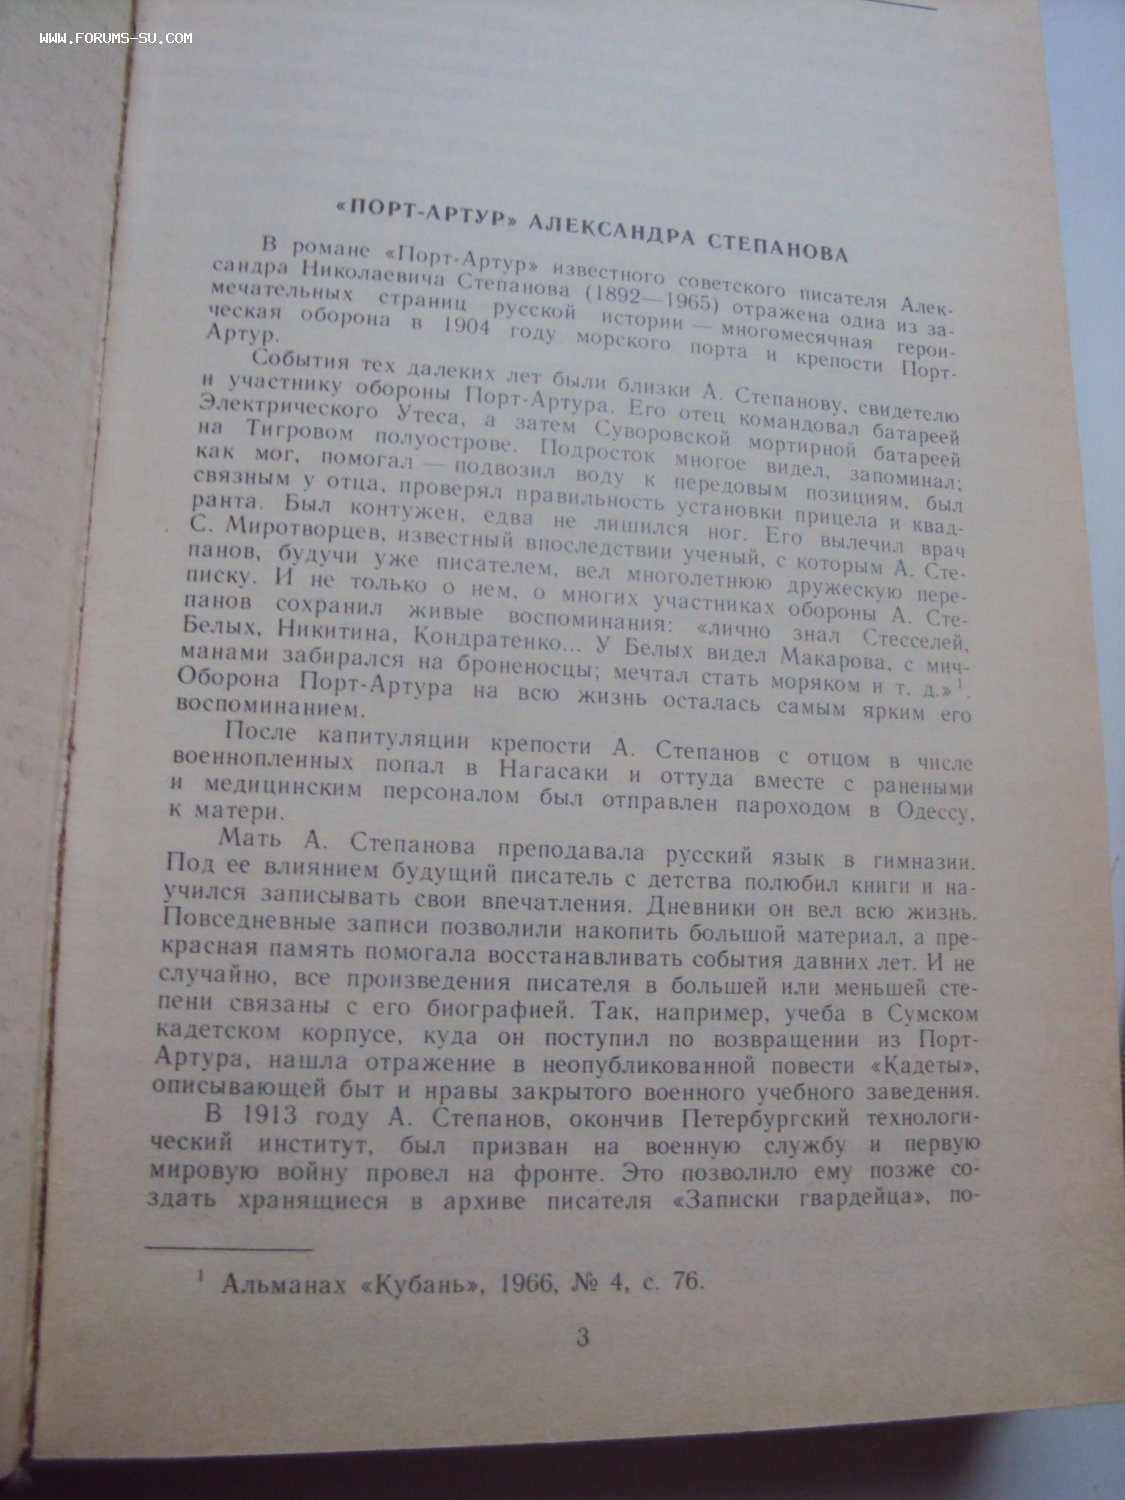 www.forums-su.com
«ПОРТ-АРТУР» АЛЕКСАНДРА СТЕПАНОВА
В романе «Порт-Артур» известного советского писателя Алек-
сандра Николаевича Степанова (1892—1965) отражена одна из за-
мечательных страниц русской истории — многомесячная герои-
ческая оборона в 1904 году морского порта и крепости Порт-
Артур.
События тех далеких лет были близки А. Степанову, свидетелю
и участнику обороны Порт-Артура. Его отец командовал батареей
Электрического Утеса, а затем Суворовской мортирной батареей
на Тигровом полуострове. Подросток многое видел, запоминал;
как мог, помогал — подвозил воду к передовым позициям, был
связным у отца, проверял правильность установки прицела и квад-
ранта. Был контужен, едва не лишился ног. Его вылечил врач
С. Миротворцев, известный впоследствии ученый, с которым А. Сте-
панов, будучи уже писателем, вел многолетнюю дружескую пере-
писку. И не только о нем, о многих участниках обороны А. Сте-
панов сохранил живые воспоминания: «лично знал Стесселей,
Белых, Никитина, Кондратенко... У Белых видел Макарова, с мич-
манами забирался на броненосцы; мечтал стать моряком и т. д.»¹.
Оборона Порт-Артура на всю жизнь осталась самым ярким его
воспоминанием.
После капитуляции крепости А. Степанов с отцом в числе
военнопленных попал в Нагасаки и оттуда вместе с ранеными
и медицинским персоналом был отправлен пароходом в Одессу,
к матери.
Мать А. Степанова преподавала русский язык в гимназии.
Под ее влиянием будущий писатель с детства полюбил книги и на-
учился записывать свои впечатления. Дневники он вел всю жизнь.
Повседневные записи позволили накопить большой материал, а пре-
красная память помогала восстанавливать события давних лет. И не
случайно, все произведения писателя в большей или меньшей сте-
пени связаны с его биографией. Так, например, учеба в Сумском
кадетском корпусе, куда он поступил по возвращении из Порт-
Артура, нашла отражение в неопубликованной повести «Кадеты»,
описывающей быт и нравы закрытого военного учебного заведения.
В 1913 году А. Степанов, окончив Петербургский технологи-
ческий институт, был призван на военную службу и первую
мировую войну провел на фронте. Это позволило ему позже со-
здать хранящиеся в архиве писателя «Записки гвардейца», по-
¹ Альманах «Кубань», 1966, № 4, с. 76.
3